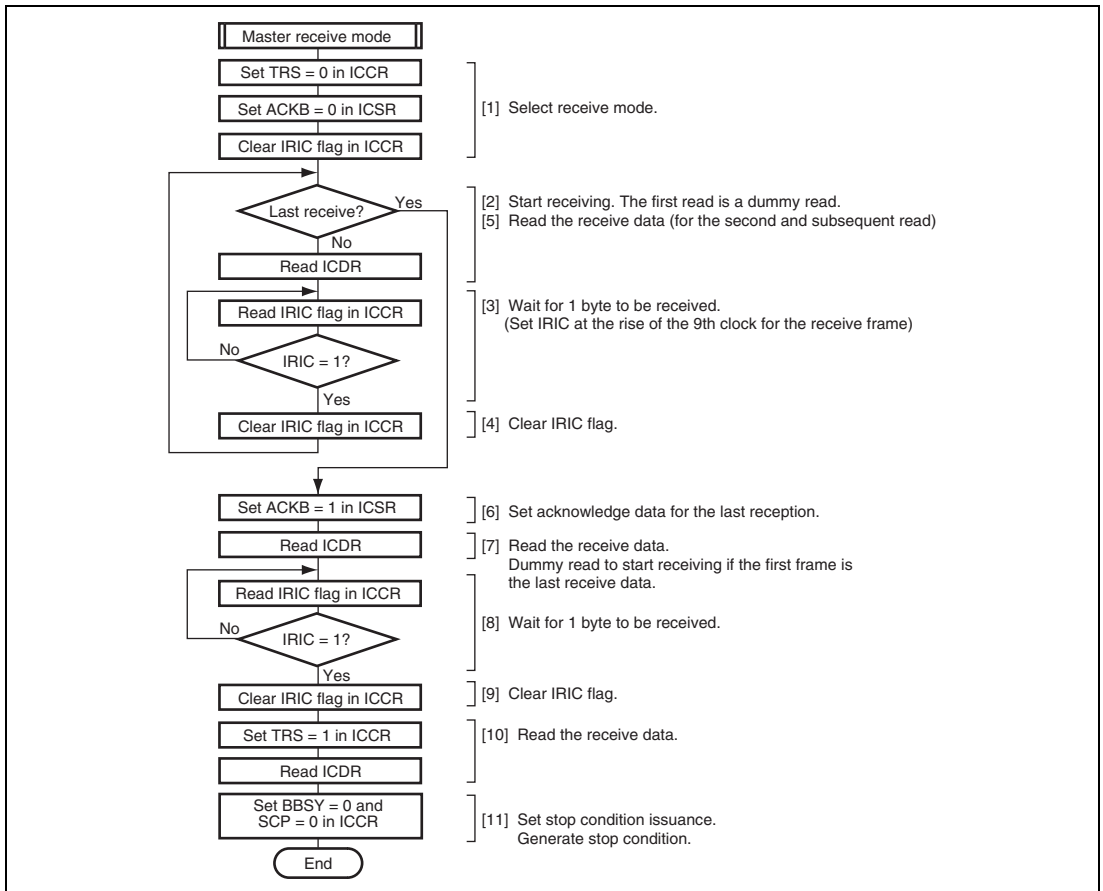 Master receive mode
Set TRS = 0 in ICCR
Set ACKB = 0 in ICSR
[1] Select receive mode.
Clear IRIC flag in ICCR
Last receive?
Yes
[2] Start receiving. The first read is a dummy read.
[5] Read the receive data (for the second and subsequent read)
No
Read ICDR
Read IRIC flag in ICCR
[3] Wait for 1 byte to be received.
(Set IRIC at the rise of the 9th clock for the receive frame)
No
IRIC = 1?
Yes
Clear IRIC flag in ICCR
[4] Clear IRIC flag.
Set ACKB = 1 in ICSR
[6] Set acknowledge data for the last reception.
Read ICDR
[7] Read the receive data.
Dummy read to start receiving if the first frame is
the last receive data.
Read IRIC flag in ICCR
No
IRIC = 1?
[8] Wait for 1 byte to be received.
Yes
Clear IRIC flag in ICCR
[9] Clear IRIC flag.
Set TRS = 1 in ICCR
[10] Read the receive data.
Read ICDR
Set BBSY = 0 and
SCP = 0 in ICCR
[11] Set stop condition issuance.
Generate stop condition.
End